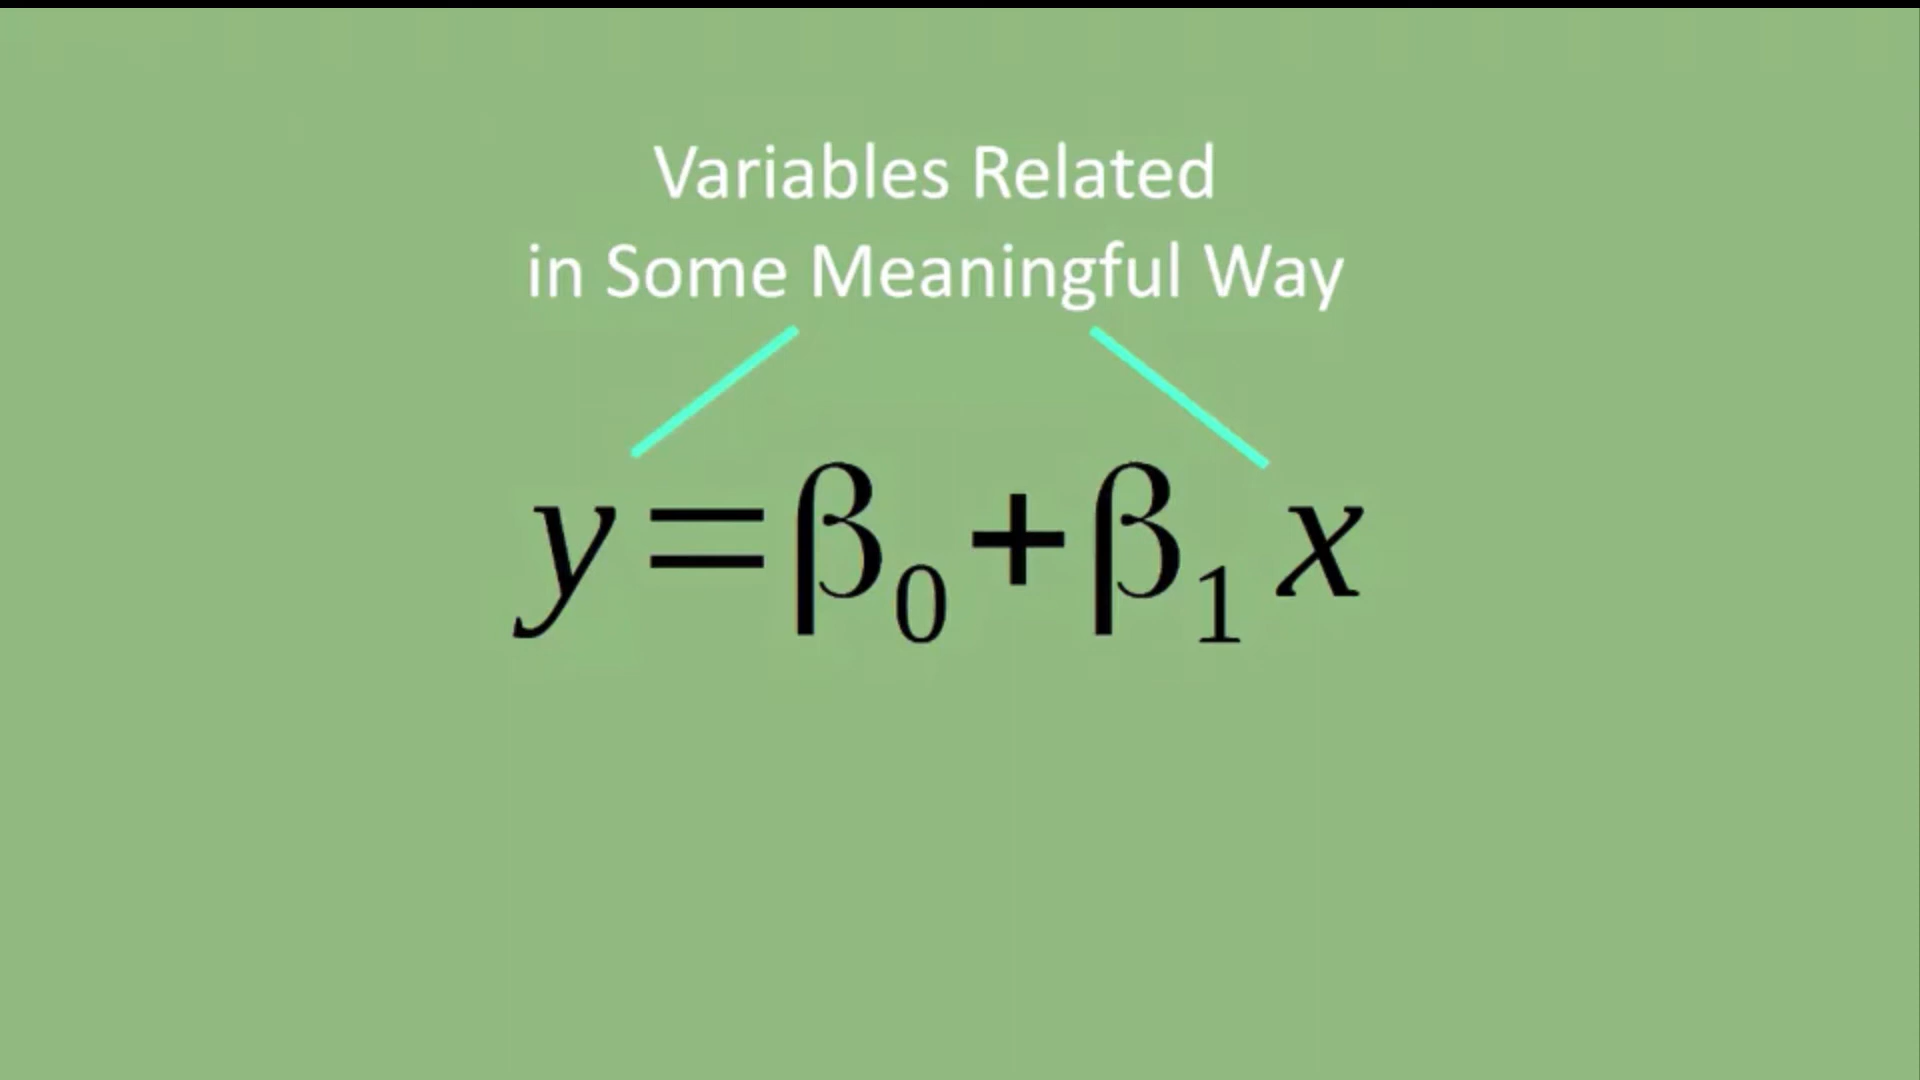 Variables Related
in Some Meaningful Way
y=β₀+β₁x